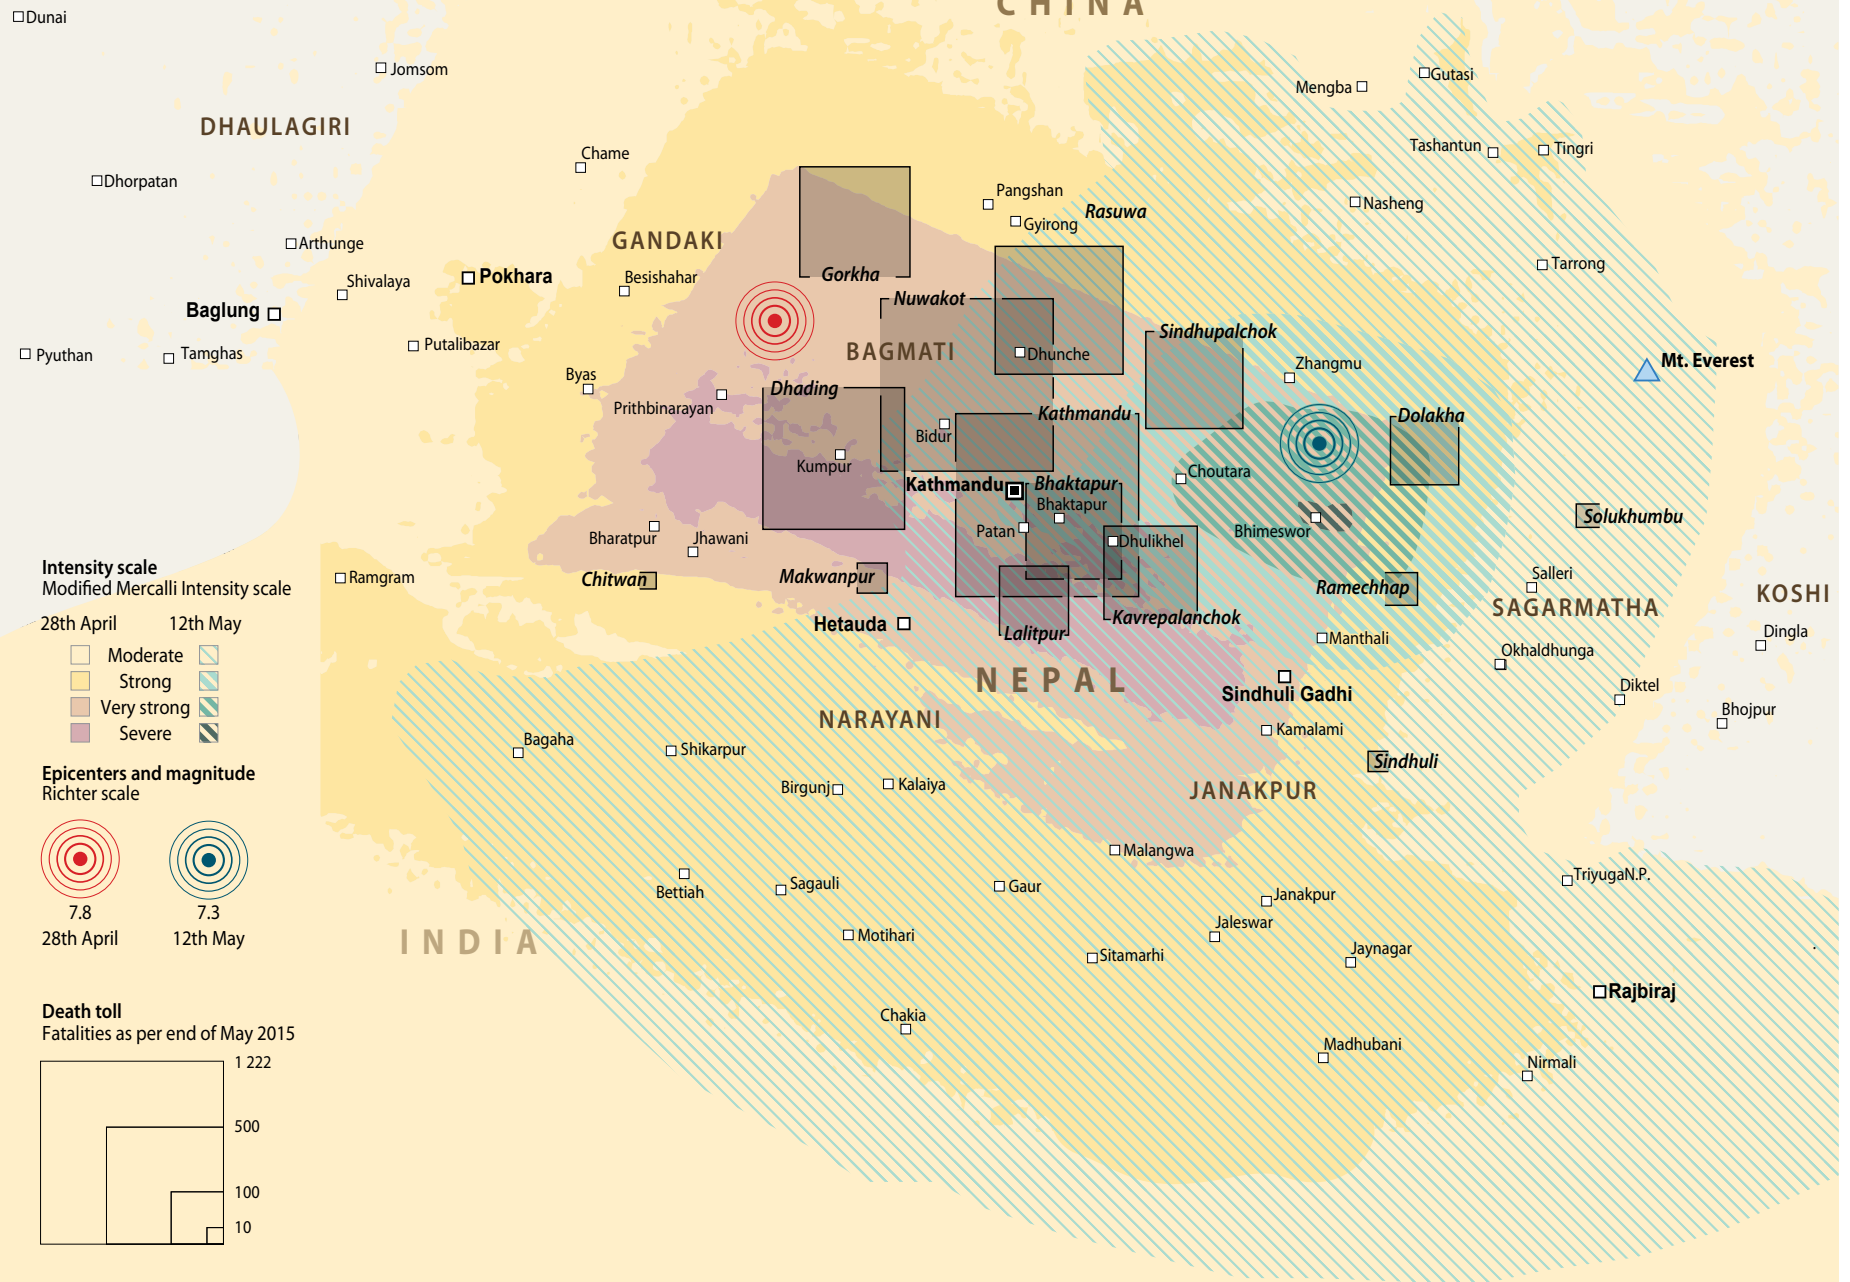 CHINA
Dunai
Jomsom
Gutasi
Mengba
DHAULAGIRI
Tashantun
Tingri
Chame
Dhorpatan
Pangshan
Nasheng
Rasuwa
Gyirong
Arthunge
GANDAKI
Tarrong
Gorkha
Pokhara
Besishahar
Shivalaya
Nuwakot
Baglung
Sindhupalchok
Putalibazar
BAGMATI
Pyuthan
Tamghas
Dhunche
Zhangmu
Mt. Everest
Byas
Dhading
Prithbinarayan
Kathmandu
Dolakha
Bidur
Kumpur
Choutara
Kathmandu
Bhaktapur
Bhaktapur
Solukhumbu
Patan
Bhimeswor
Bharatpur
Jhawani
Dhulikhel
Ramgram
Chitwan
Makwanpur
Ramechhap
Salleri
SAGARMATHA
KOSHI
Kavrepalanchok
Hetauda
Lalitpur
Manthali
Dingla
Okhaldhunga
NEPAL
Sindhuli Gadhi
Diktel
Bhojpur
NARAYANI
Kamalami
Bagaha
Shikarpur
Sindhuli
Birgunj
Kalaiya
JANAKPUR
Malangwa
TriyugaN.P.
Bettiah
Sagauli
Gaur
Janakpur
Jaleswar
INDIA
Motihari
Sitamarhi
Jaynagar
Rajbiraj
Chakia
Madhubani
Nirmali
Intensity scale
Modified Mercalli Intensity scale
28th April 12th May
Moderate
Strong
Very strong
Severe
Epicenters and magnitude
Richter scale
7.8 7.3
28th April 12th May
Death toll
Fatalities as per end of May 2015
1 222
500
100
10